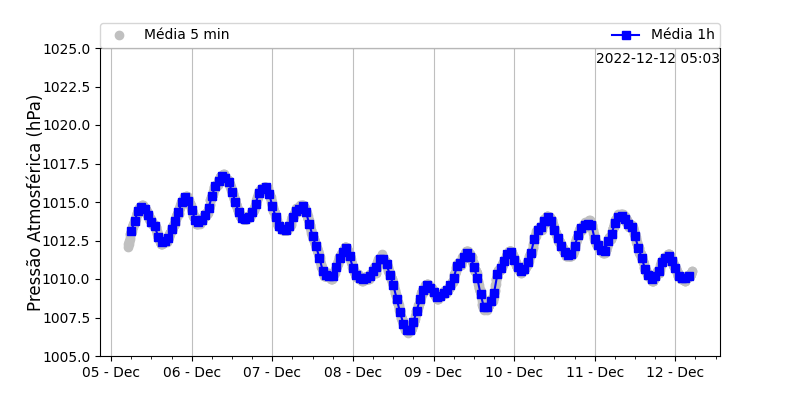 Média 5 min
Média 1h
2022-12-12 05:03
Pressão Atmosférica (hPa)
1025.0
1022.5
1020.0
1017.5
1015.0
1012.5
1010.0
1007.5
1005.0
05 - Dec
06 - Dec
07 - Dec
08 - Dec
09 - Dec
10 - Dec
11 - Dec
12 - Dec